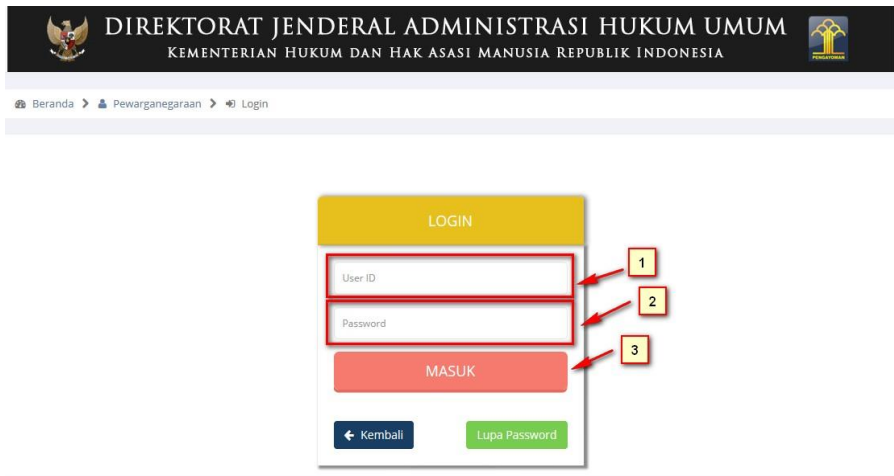 DIREKTORAT JENDERAL ADMINISTRASI HUKUM UMUM
KEMENTERIAN HUKUM DAN HAK ASASI MANUSIA REPUBLIK INDONESIA
PENGAYOMAN
Beranda > Pewarganegaraan > Login
LOGIN
User ID
1
Password
2
MASUK
3
Kembali
Lupa Password